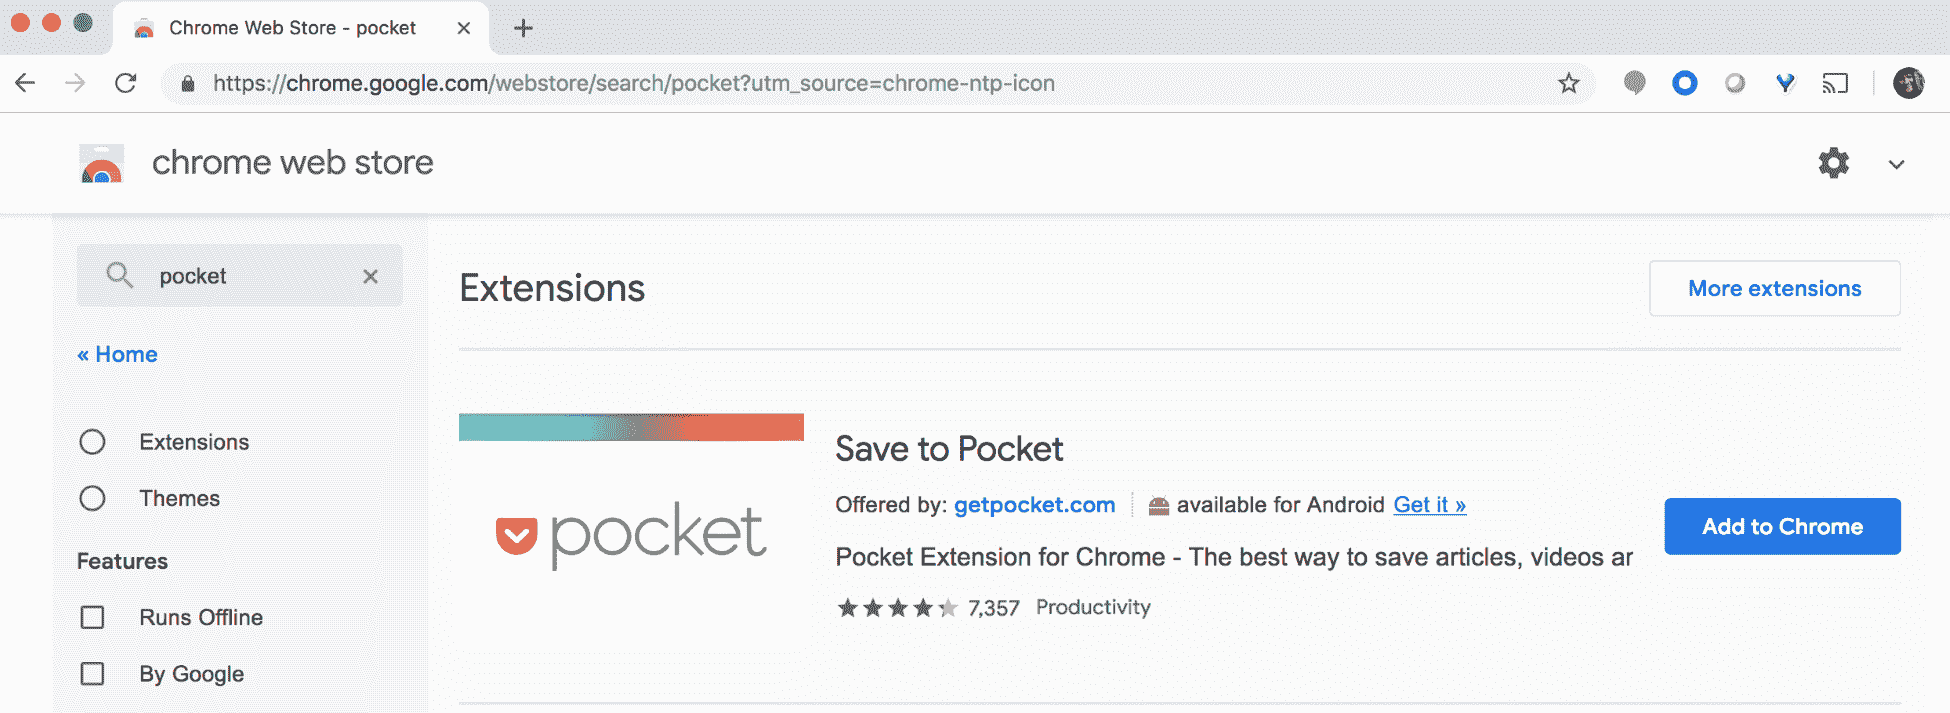 Chrome Web Store - pocket
https://chrome.google.com/webstore/search/pocket?utm_source=chrome-ntp-icon
chrome web store
pocket
« Home
Extensions
Themes
Features
Runs Offline
By Google
Extensions
More extensions
pocket
Save to Pocket
Offered by: getpocket.com available for Android Get it »
Pocket Extension for Chrome - The best way to save articles, videos ar
7,357 Productivity
Add to Chrome